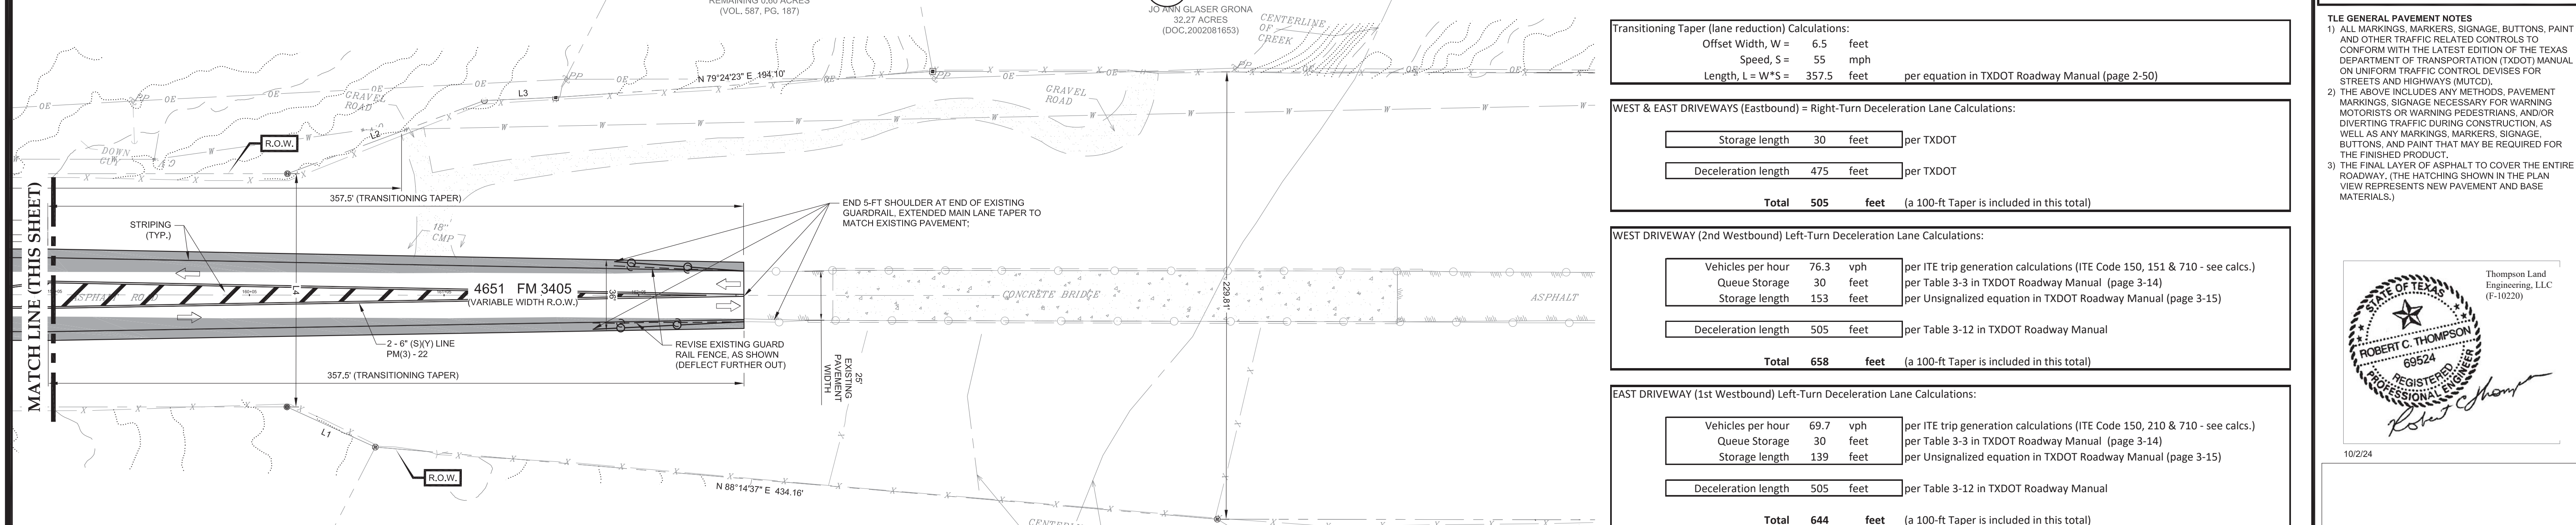 REMAINING 0.60 ACRES
(VOL. 587, PG. 187)
JO ANN GLASER GRONA
32.27 ACRES
(DOC.2002081653)
CENTERLINE
OF
CREEK
N 79°24'23" E 194.10'
OE
OE
OE
OE
OE
OE
OE
PP
PP
PP
PP
GRAVEL
ROAD
GRAVEL
ROAD
L3
L2
R.O.W.
DOWN
GUY
MATCH LINE (THIS SHEET)
357.5' (TRANSITIONING TAPER)
STRIPING
(TYP.)
18"
CMP
END 5-FT SHOULDER AT END OF EXISTING
GUARDRAIL, EXTENDED MAIN LANE TAPER TO
MATCH EXISTING PAVEMENT;
ASPHALT ROAD
L4
4651 FM 3405
(VARIABLE WIDTH R.O.W.)
36'
CONCRETE BRIDGE
229.81'
ASPHALT
2 - 6" (S)(Y) LINE
PM(3) - 22
REVISE EXISTING GUARD
RAIL FENCE, AS SHOWN
(DEFLECT FURTHER OUT)
25'
EXISTING
PAVEMENT
WIDTH
357.5' (TRANSITIONING TAPER)
L1
R.O.W.
N 88°14'37" E 434.16'
Transitioning Taper (lane reduction) Calculations:
Offset Width, W = 6.5 feet
Speed, S = 55 mph
Length, L = W*S = 357.5 feet per equation in TXDOT Roadway Manual (page 2-50)
WEST & EAST DRIVEWAYS (Eastbound) = Right-Turn Deceleration Lane Calculations:
Storage length 30 feet per TXDOT
Deceleration length 475 feet per TXDOT
Total 505 feet (a 100-ft Taper is included in this total)
WEST DRIVEWAY (2nd Westbound) Left-Turn Deceleration Lane Calculations:
Vehicles per hour 76.3 vph per ITE trip generation calculations (ITE Code 150, 151 & 710 - see calcs.)
Queue Storage 30 feet per Table 3-3 in TXDOT Roadway Manual (page 3-14)
Storage length 153 feet per Unsignalized equation in TXDOT Roadway Manual (page 3-15)
Deceleration length 505 feet per Table 3-12 in TXDOT Roadway Manual
Total 658 feet (a 100-ft Taper is included in this total)
EAST DRIVEWAY (1st Westbound) Left-Turn Deceleration Lane Calculations:
Vehicles per hour 69.7 vph per ITE trip generation calculations (ITE Code 150, 210 & 710 - see calcs.)
Queue Storage 30 feet per Table 3-3 in TXDOT Roadway Manual (page 3-14)
Storage length 139 feet per Unsignalized equation in TXDOT Roadway Manual (page 3-15)
Deceleration length 505 feet per Table 3-12 in TXDOT Roadway Manual
Total 644 feet (a 100-ft Taper is included in this total)
TLE GENERAL PAVEMENT NOTES
1) ALL MARKINGS, MARKERS, SIGNAGE, BUTTONS, PAINT
AND OTHER TRAFFIC RELATED CONTROLS TO
CONFORM WITH THE LATEST EDITION OF THE TEXAS
DEPARTMENT OF TRANSPORTATION (TXDOT) MANUAL
ON UNIFORM TRAFFIC CONTROL DEVISES FOR
STREETS AND HIGHWAYS (MUTCD).
2) THE ABOVE INCLUDES ANY METHODS, PAVEMENT
MARKINGS, SIGNAGE NECESSARY FOR WARNING
MOTORISTS OR WARNING PEDESTRIANS, AND/OR
DIVERTING TRAFFIC DURING CONSTRUCTION, AS
WELL AS ANY MARKINGS, MARKERS, SIGNAGE,
BUTTONS, AND PAINT THAT MAY BE REQUIRED FOR
THE FINISHED PRODUCT.
3) THE FINAL LAYER OF ASPHALT TO COVER THE ENTIRE
ROADWAY. (THE HATCHING SHOWN IN THE PLAN
VIEW REPRESENTS NEW PAVEMENT AND BASE
MATERIALS.)
STATE OF TEXAS
ROBERT C. THOMPSON
69524
REGISTERED
PROFESSIONAL ENGINEER
Thompson Land
Engineering, LLC
(F-10220)
10/2/24